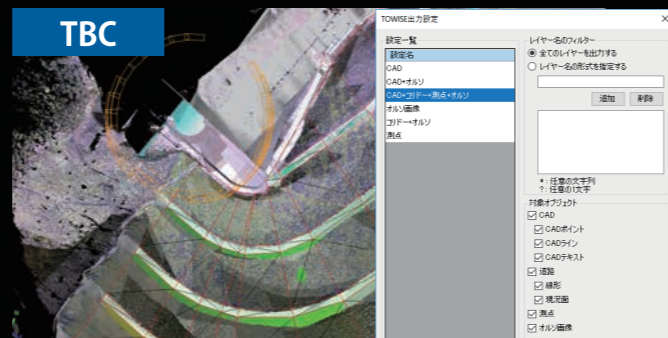 TBC
TOWISE出力設定
設定一覧
設定名
CAD
CAD+オルソ
CAD+コリドー+測点+オルソ
オルソ画像
コリドー+オルソ
測点
レイヤー名のフィルター
全てのレイヤーを出力する
レイヤー名の形式を指定する
追加
削除
*：任意の文字列
?：任意の1文字
対象オブジェクト
CAD
CADポイント
CADライン
CADテキスト
道路
線形
現況面
測点
オルソ画像